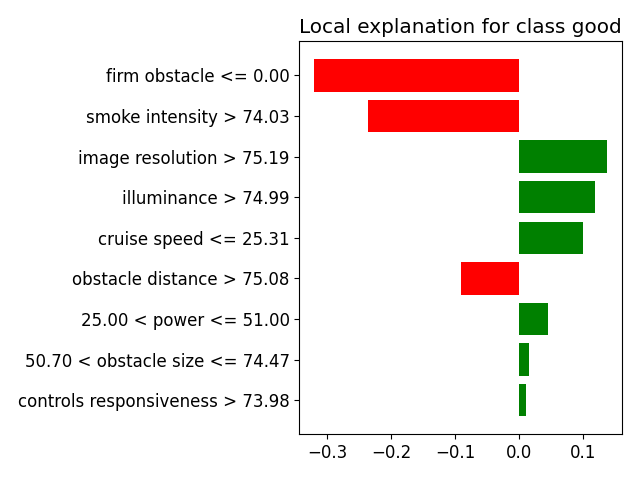 Local explanation for class good
firm obstacle <= 0.00
smoke intensity > 74.03
image resolution > 75.19
illuminance > 74.99
cruise speed <= 25.31
obstacle distance > 75.08
25.00 < power <= 51.00
50.70 < obstacle size <= 74.47
controls responsiveness > 73.98
−0.3 −0.2 −0.1 0.0 0.1